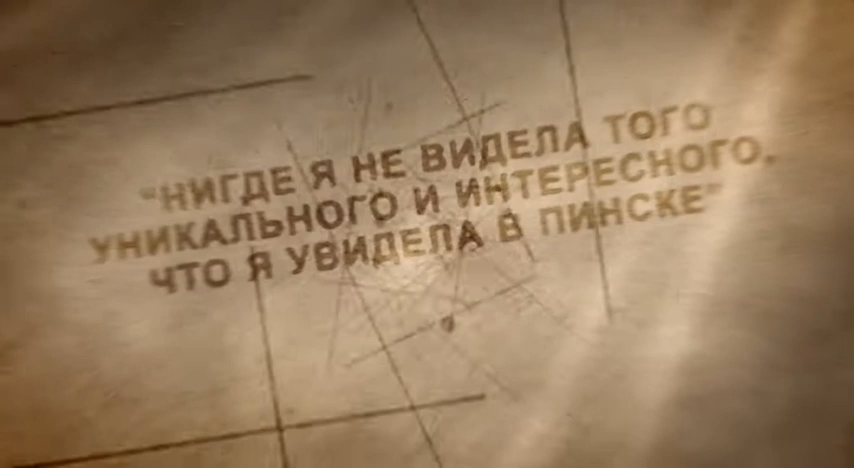 "НИГДЕ Я НЕ ВИДЕЛА ТОГО
УНИКАЛЬНОГО И ИНТЕРЕСНОГО,
ЧТО Я УВИДЕЛА В ПИНСКЕ"